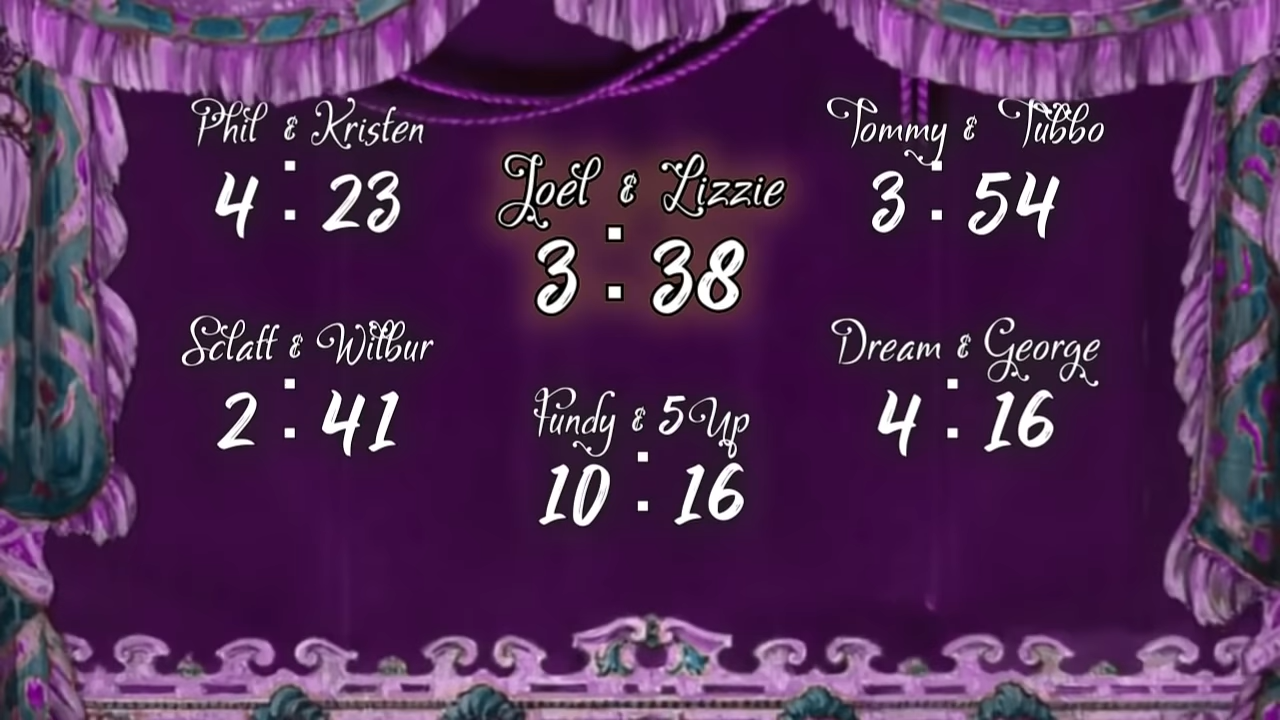 Phil & Kristen
4 : 23
Joel & Lizzie
3 : 38
Tommy & Tubbo
3 : 54
Sclatt & Wilbur
2 : 41
Fundy & 5Up
10 : 16
Dream & George
4 : 16